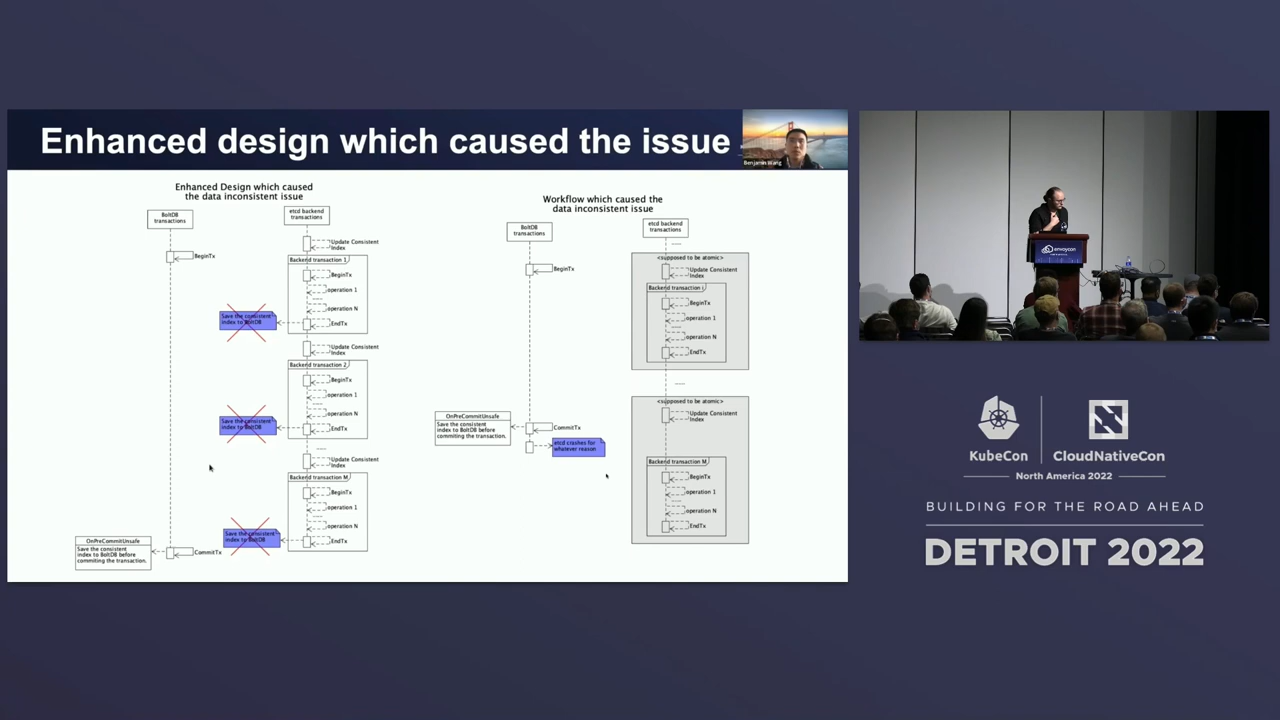 Enhanced design which caused the issue
Benjamin Wang
Enhanced Design which caused
the data inconsistent issue
BoltDB
transactions
etcd backend
transactions
Update Consistent
Index
BeginTx
Backend transaction 1
BeginTx
operation 1
......
operation N
EndTx
Save the consistent
index to BoltDB
Update Consistent
Index
Backend transaction 2
BeginTx
operation 1
......
operation N
EndTx
Save the consistent
index to BoltDB
......
Update Consistent
Index
Backend transaction M
BeginTx
operation 1
......
operation N
EndTx
Save the consistent
index to BoltDB
OnPreCommitUnsafe
Save the consistent
index to BoltDB before
commiting the transaction.
CommitTx
Workflow which caused the
data inconsistent issue
BoltDB
transactions
etcd backend
transactions
......
<supposed to be atomic>
BeginTx
Update Consistent
Index
Backend transaction i
BeginTx
operation 1
......
operation N
EndTx
......
<supposed to be atomic>
Update Consistent
Index
OnPreCommitUnsafe
Save the consistent
index to BoltDB before
commiting the transaction.
CommitTx
etcd crashes for
whatever reason
Backend transaction M
BeginTx
operation 1
......
operation N
EndTx
envoycon
KubeCon
CloudNativeCon
North America 2022
BUILDING FOR THE ROAD AHEAD
DETROIT 2022